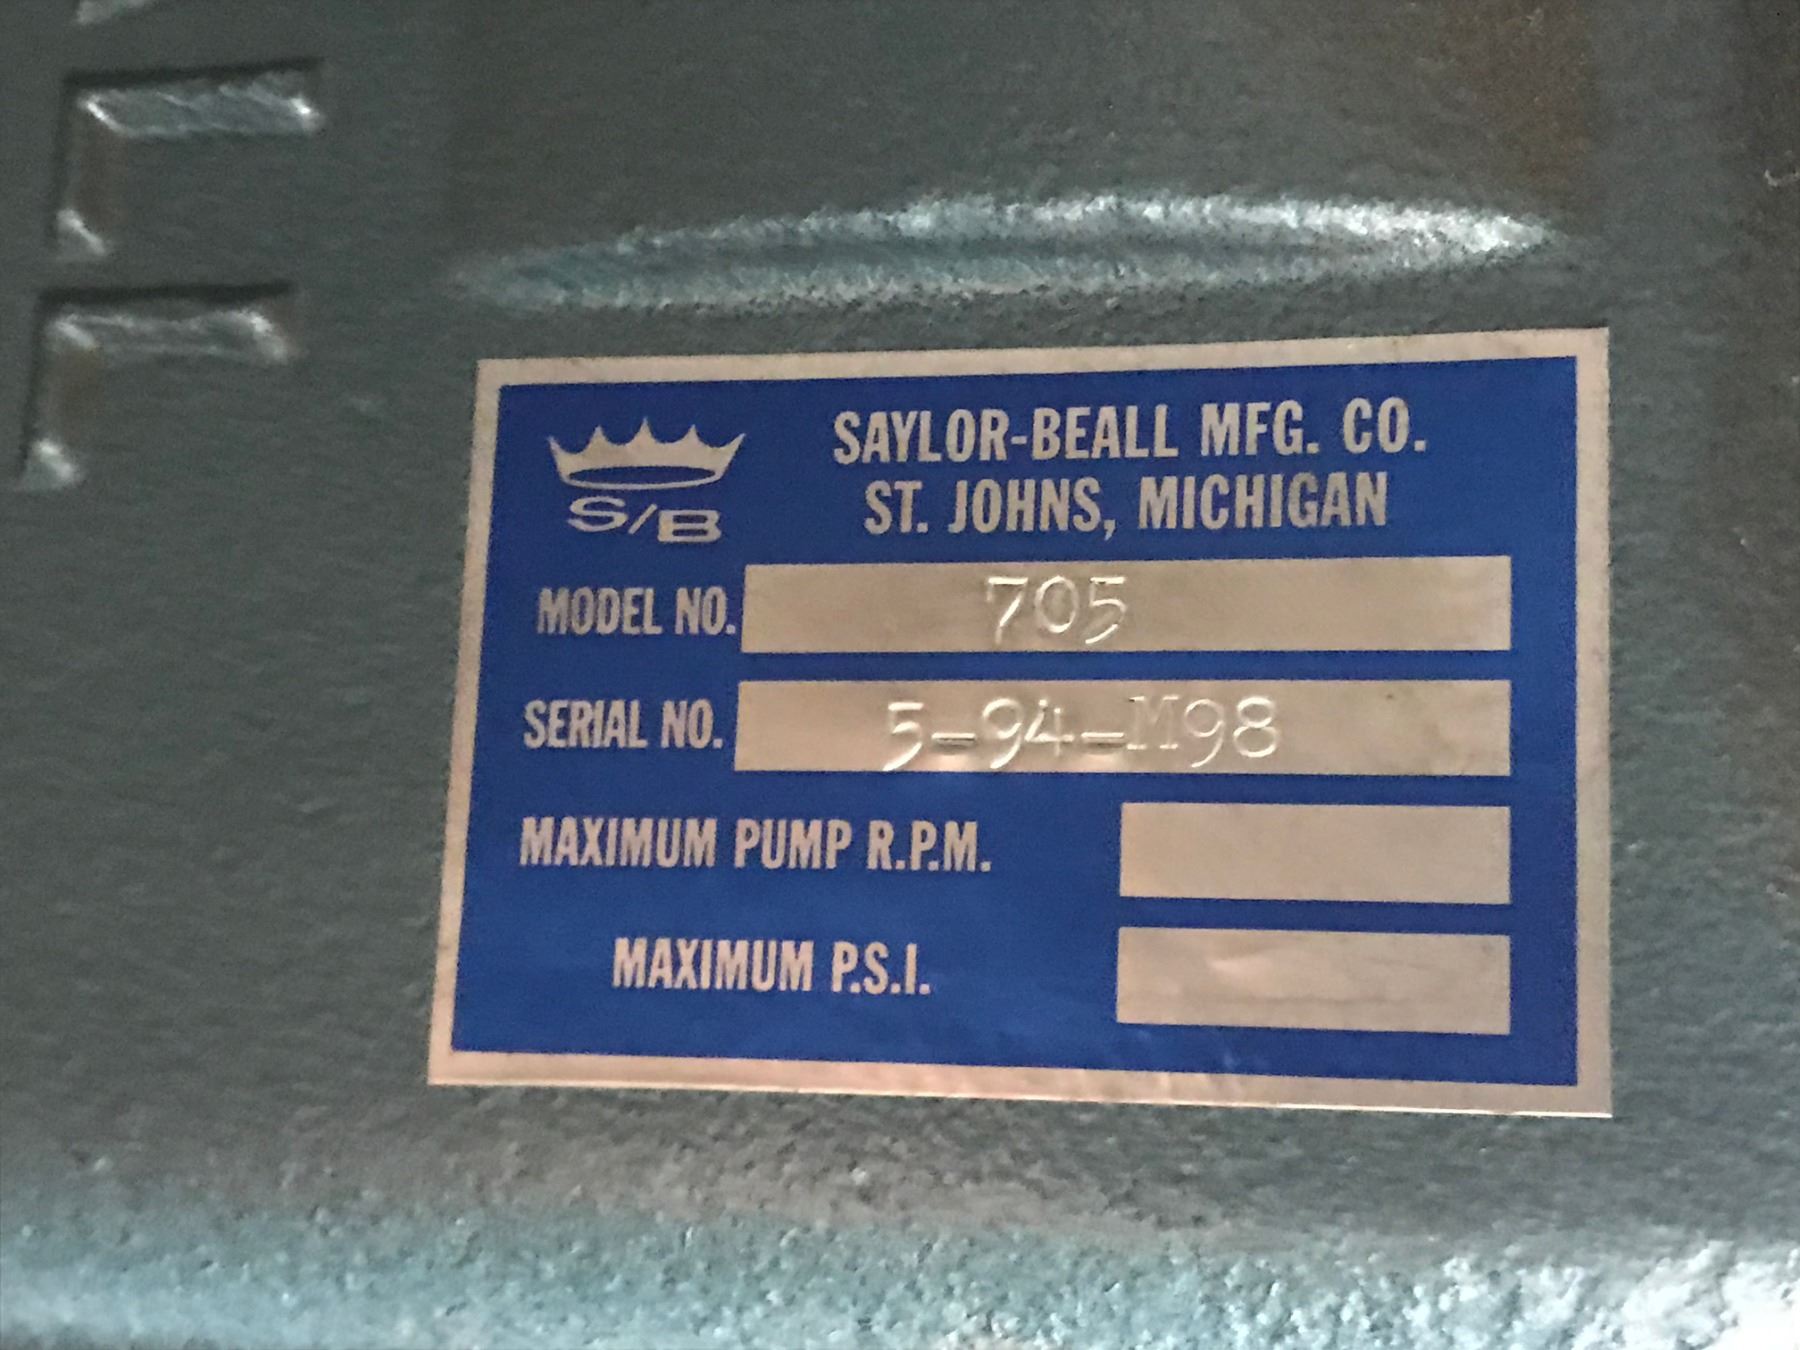 SAYLOR-BEALL MFG. CO.
ST. JOHNS, MICHIGAN
S/B
MODEL NO. 705
SERIAL NO. 5-94-M98
MAXIMUM PUMP R.P.M.
MAXIMUM P.S.I.